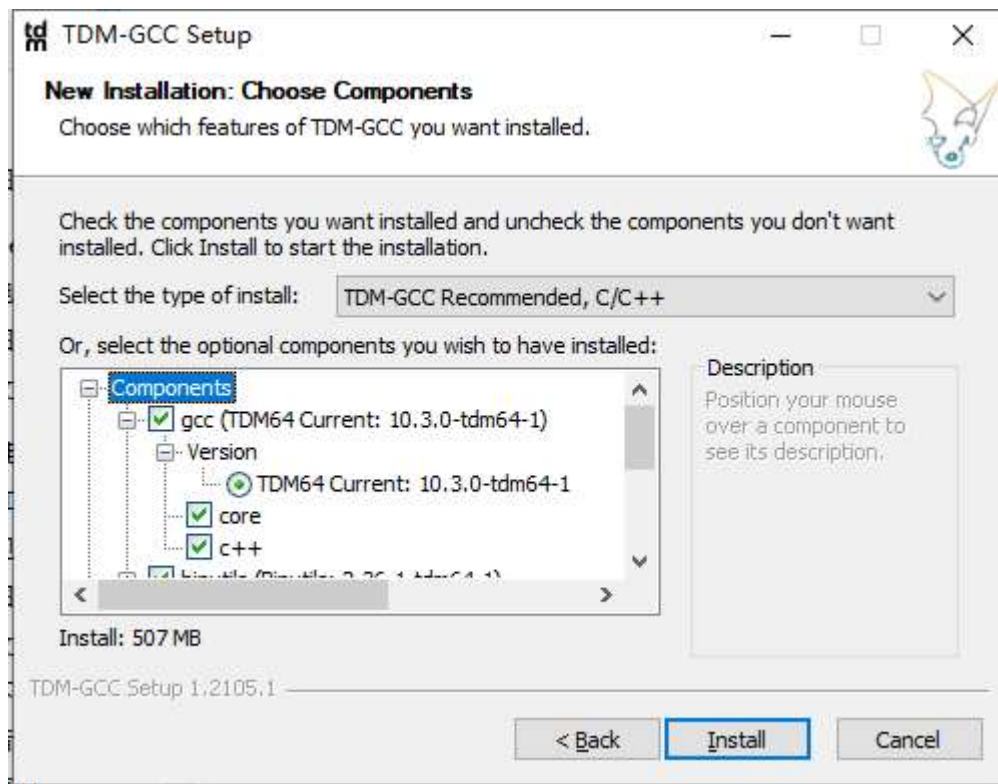 tdm TDM-GCC Setup
New Installation: Choose Components
Choose which features of TDM-GCC you want installed.
Check the components you want installed and uncheck the components you don't want
installed. Click Install to start the installation.
Select the type of install: TDM-GCC Recommended, C/C++
Or, select the optional components you wish to have installed:
Components
gcc (TDM64 Current: 10.3.0-tdm64-1)
Version
TDM64 Current: 10.3.0-tdm64-1
core
c++
Description
Position your mouse
over a component to
see its description.
Install: 507 MB
TDM-GCC Setup 1.2105.1
< Back Install Cancel